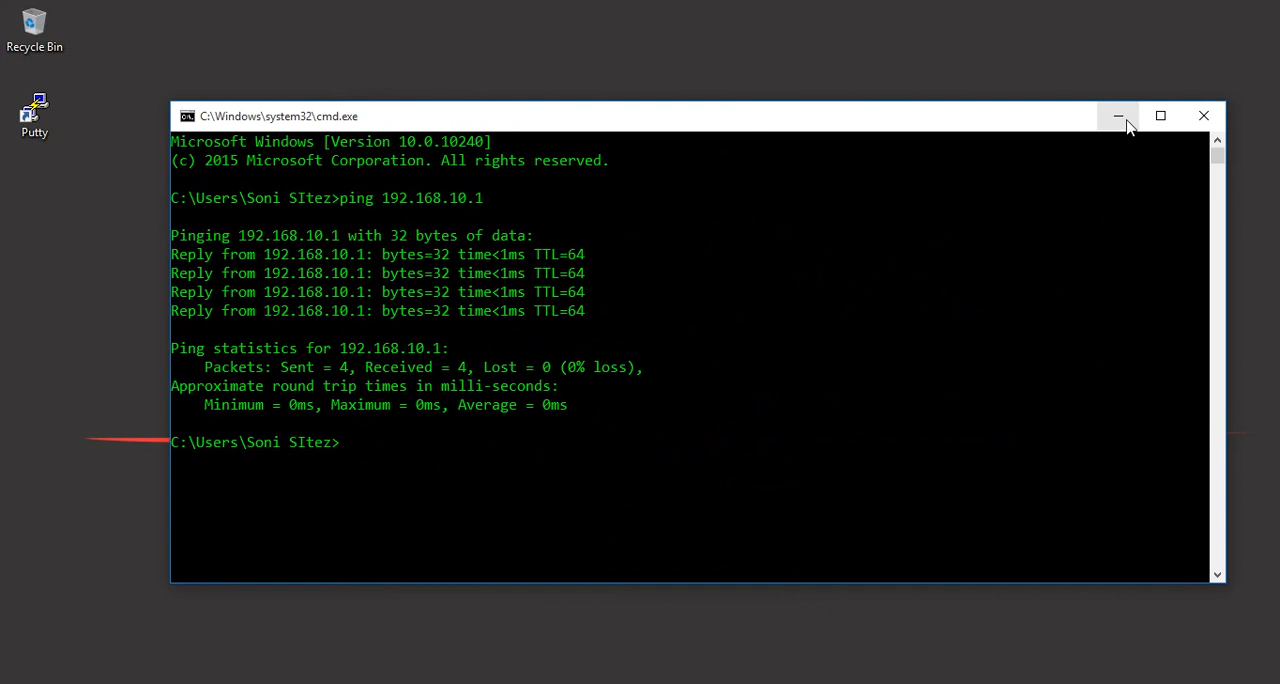 Recycle Bin
Putty
C:\Windows\system32\cmd.exe
Microsoft Windows [Version 10.0.10240]
(c) 2015 Microsoft Corporation. All rights reserved.
C:\Users\Soni SItez>ping 192.168.10.1
Pinging 192.168.10.1 with 32 bytes of data:
Reply from 192.168.10.1: bytes=32 time<1ms TTL=64
Reply from 192.168.10.1: bytes=32 time<1ms TTL=64
Reply from 192.168.10.1: bytes=32 time<1ms TTL=64
Reply from 192.168.10.1: bytes=32 time<1ms TTL=64
Ping statistics for 192.168.10.1:
    Packets: Sent = 4, Received = 4, Lost = 0 (0% loss),
Approximate round trip times in milli-seconds:
    Minimum = 0ms, Maximum = 0ms, Average = 0ms
C:\Users\Soni SItez>